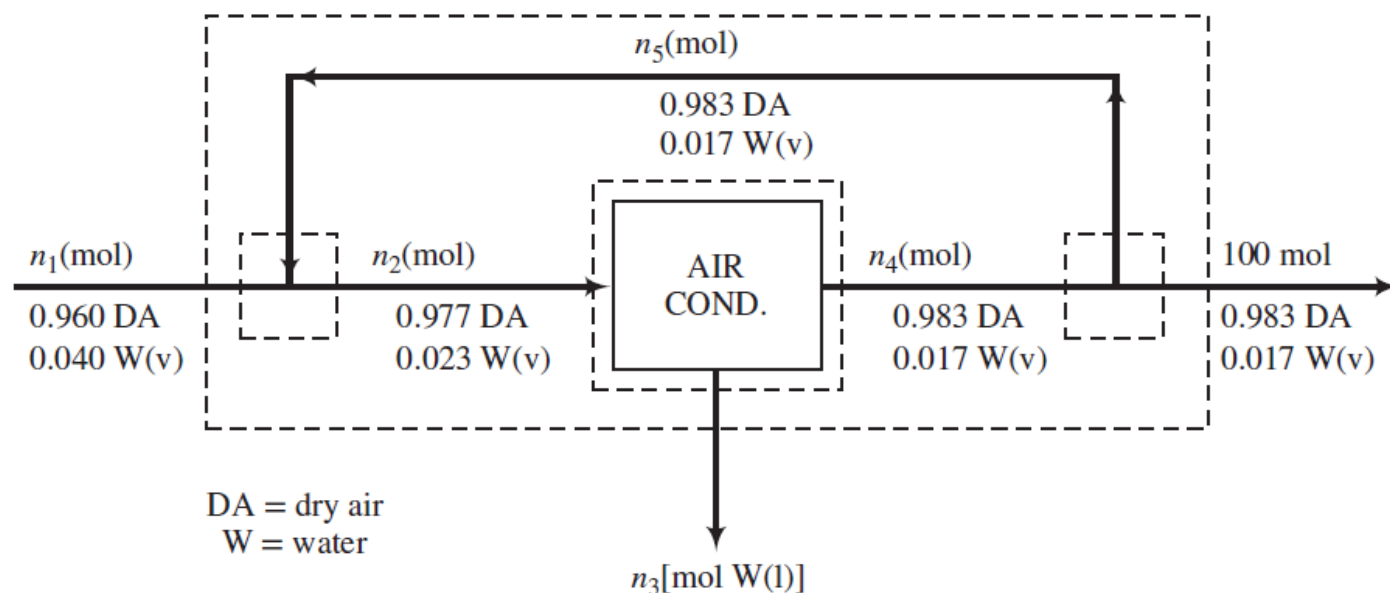 n₅(mol)
0.983 DA
0.017 W(v)
n₁(mol)
0.960 DA
0.040 W(v)
n₂(mol)
0.977 DA
0.023 W(v)
AIR
COND.
n₄(mol)
0.983 DA
0.017 W(v)
100 mol
0.983 DA
0.017 W(v)
DA = dry air
W = water
n₃[mol W(l)]